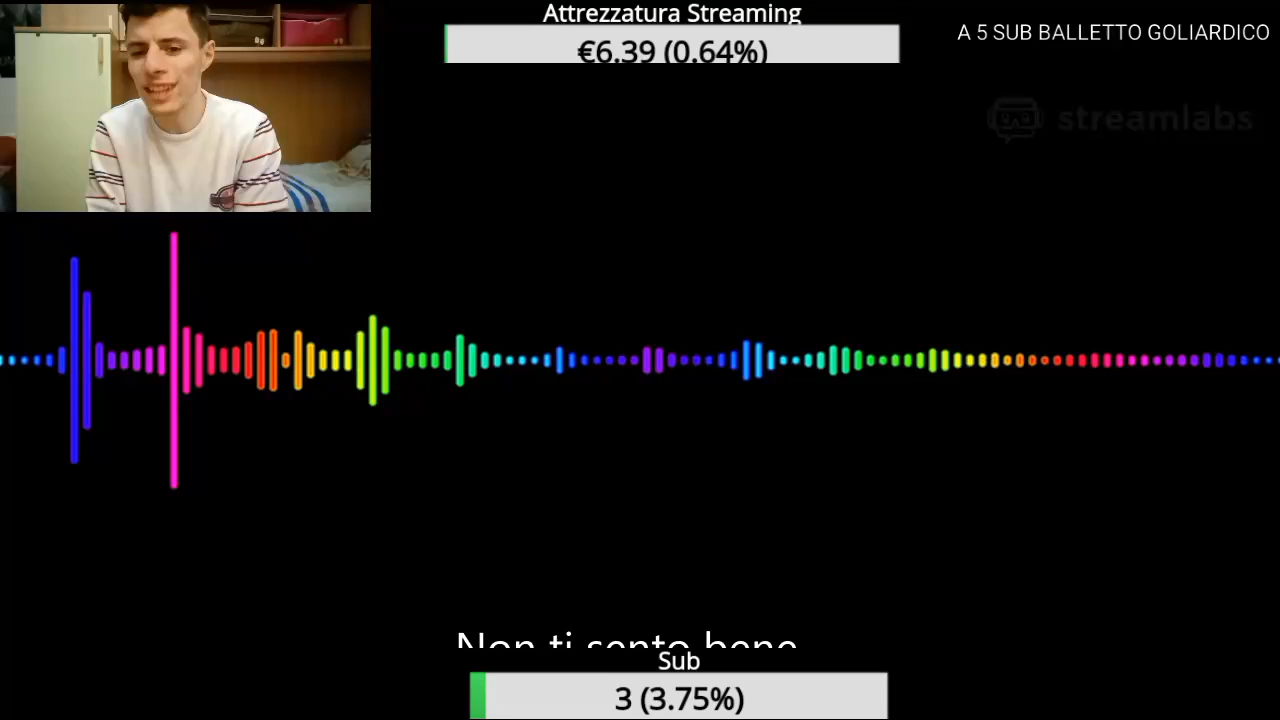 Attrezzatura Streaming
€6.39 (0.64%)
A 5 SUB BALLETTO GOLIARDICO
streamlabs
Non ti sento bene
Sub
3 (3.75%)